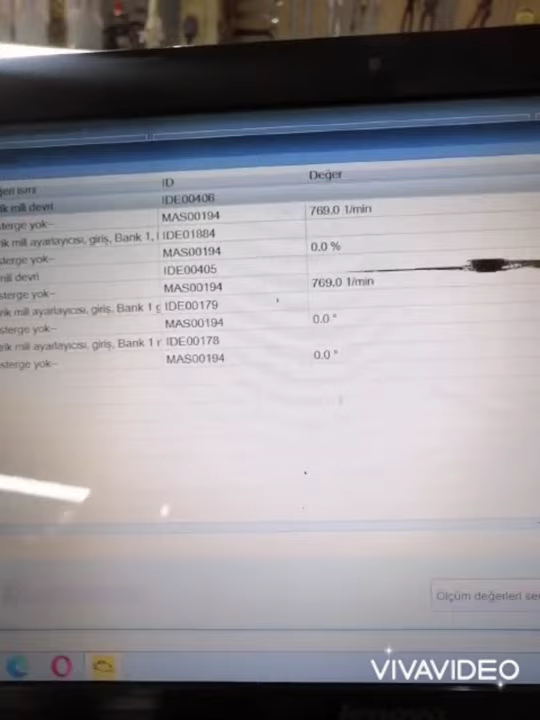 ID Değer
IDE00406
mili devri MAS00194 769.0 1/min
sterge yok--
IDE01884
ik mili ayarlayıcısı, giriş, Bank 1, MAS00194 0.0 %
sterge yok--
mili devri IDE00405
sterge yok-- MAS00194 769.0 1/min
rik mili ayarlayıcısı, giriş, Bank 1 g IDE00179
sterge yok-- MAS00194 0.0 °
rik mili ayarlayıcısı, giriş, Bank 1 r IDE00178
sterge yok-- MAS00194 0.0 °
Ölçüm değerleri se
VIVAVIDEO